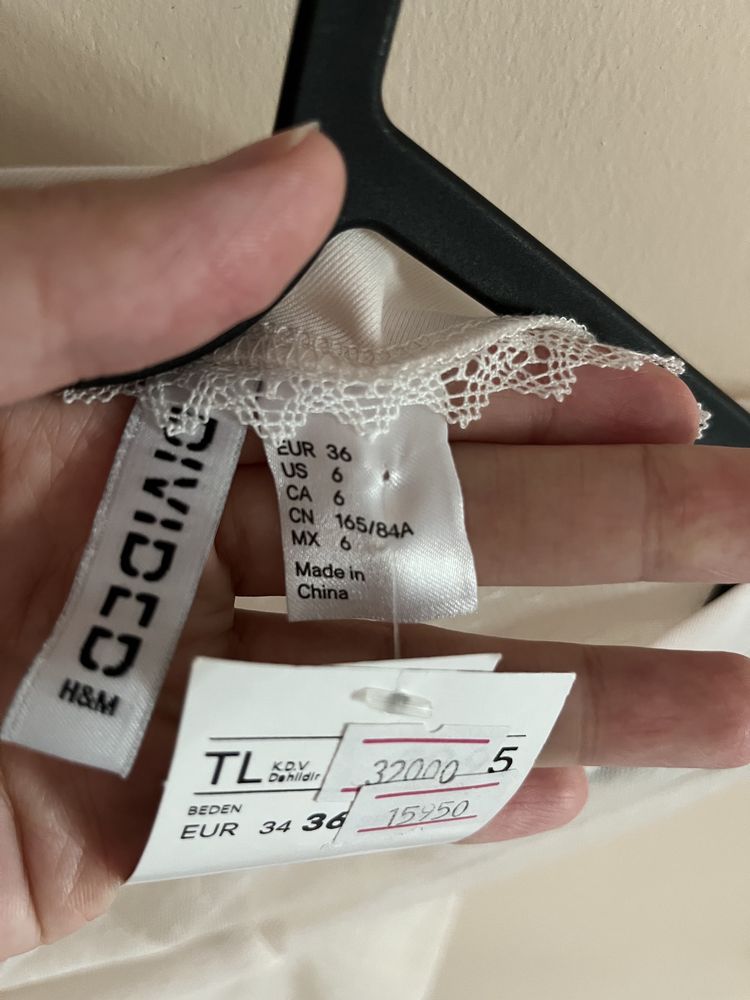 DIVIDED
H&M
EUR 36
US 6
CA 6
CN 165/84A
MX 6
Made in
China
TL K.D.V Dahildir 32000 5
BEDEN 15950
EUR 34 36